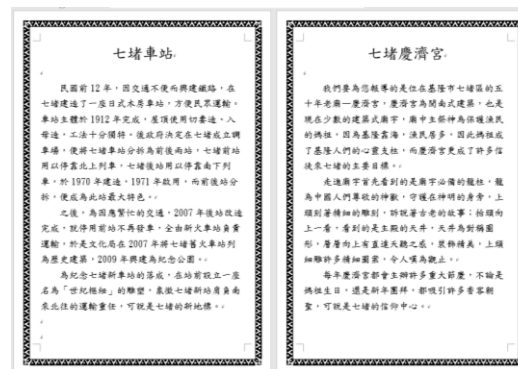 七堵車站
民國前12年，因交通不便而興建鐵路，在
七堵建造了一座日式木房車站，方便民眾運輸。
車站主體於1912年完成，屋頂使用切妻造，八
母造，工法十分獨特。後政府決定在七堵成立調
車場，便將七堵車站分拆為前後兩站，七堵前站
用以停靠北上列車，七堵後站用以停靠南下列
車。於1970年建造，1971年啟用，而前後站分
拆，便成為此站最大特色。
之後，為因應繁忙的交通，2007年後站改造
完成，就停用前站不再發車，全由新火車站負責
運輸，於是文化局在2007年將七堵舊火車站列
為歷史建築，2009年興建為紀念公園。
為紀念七堵新車站的落成，在站前設立一座
名為「世紀樞紐」的雕塑，象徵七堵新站肩負南
來北往的運輸重任，可說是七堵的新地標。
七堵慶濟宮
我們要為您報導的是位在基隆市七堵區的五
十年老廟—慶濟宮，慶濟宮為閩南式建築，也是
現在少數的建築式廟宇，廟中主祭神為保護漁民
的媽祖，因為基隆靠海，漁民居多，因此媽祖成
了基隆人們的心靈支柱，而慶濟宮更成了許多信
徒來七堵的主要目標。
走進廟宇首先看到的是廟宇必備的龍柱，龍
為中國人們尊敬的神獸，守護在神明的身旁，上
頭刻著精細的雕刻，訴說著古老的故事；抬頭向
上一看，看到的是主殿的天井，天井為對稱圖
形，層層向上有直達天聽之感，裝飾精美，上頭
細雕許多精細圖案，令人嘆為觀止。
每年慶濟宮都會主辦許多重大節慶，不論是
媽祖生日，還是新年團拜，都吸引許多香客朝
聖，可說是七堵的信仰中心。